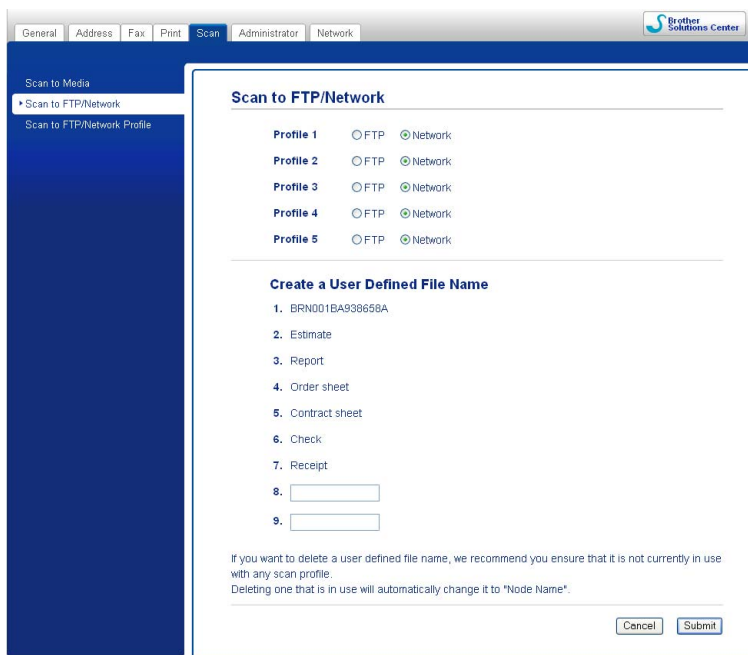 Brother
Solutions Center
General Address Fax Print Scan Administrator Network
Scan to Media
Scan to FTP/Network
Scan to FTP/Network Profile
Scan to FTP/Network
Profile 1 FTP Network
Profile 2 FTP Network
Profile 3 FTP Network
Profile 4 FTP Network
Profile 5 FTP Network
Create a User Defined File Name
1. BRN001BA938658A
2. Estimate
3. Report
4. Order sheet
5. Contract sheet
6. Check
7. Receipt
8.
9.
If you want to delete a user defined file name, we recommend you ensure that it is not currently in use
with any scan profile.
Deleting one that is in use will automatically change it to "Node Name".
Cancel Submit